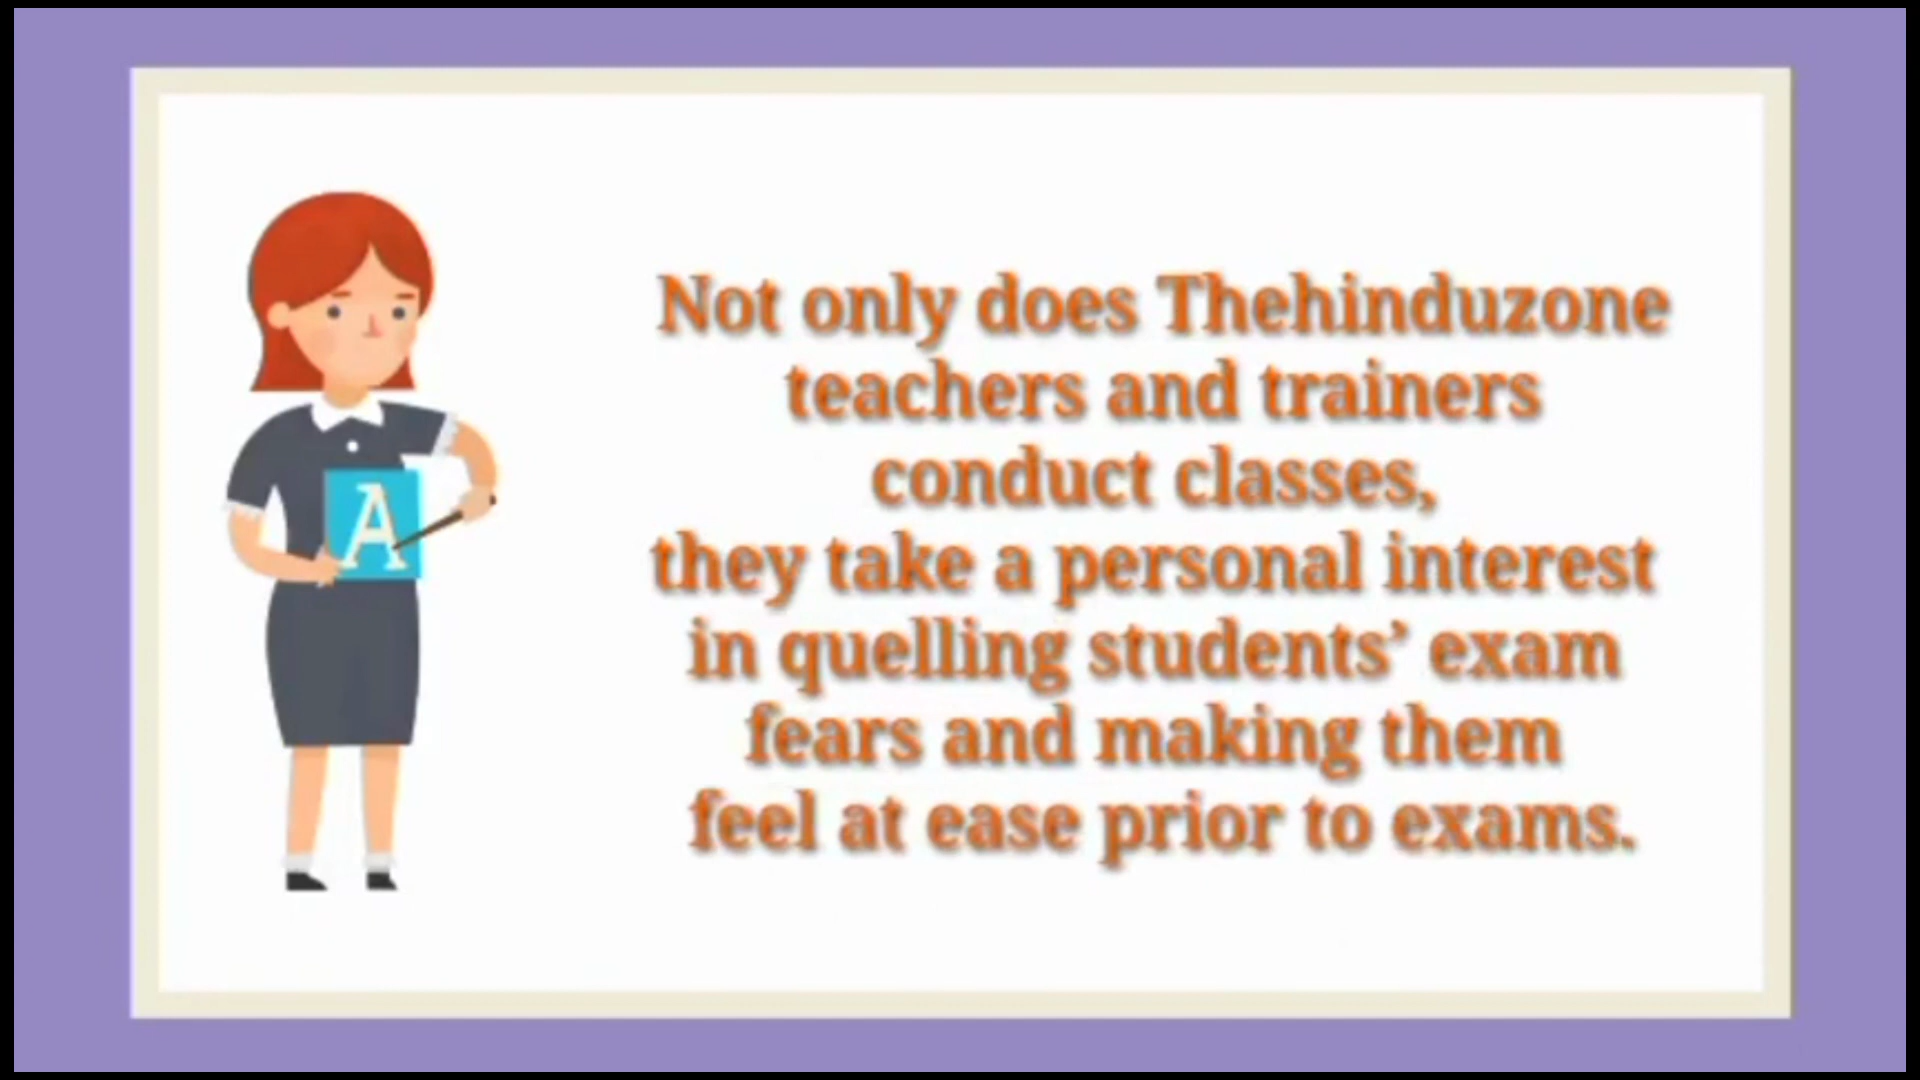 A
Not only does Thehinduzone
teachers and trainers
conduct classes,
they take a personal interest
in quelling students’ exam
fears and making them
feel at ease prior to exams.